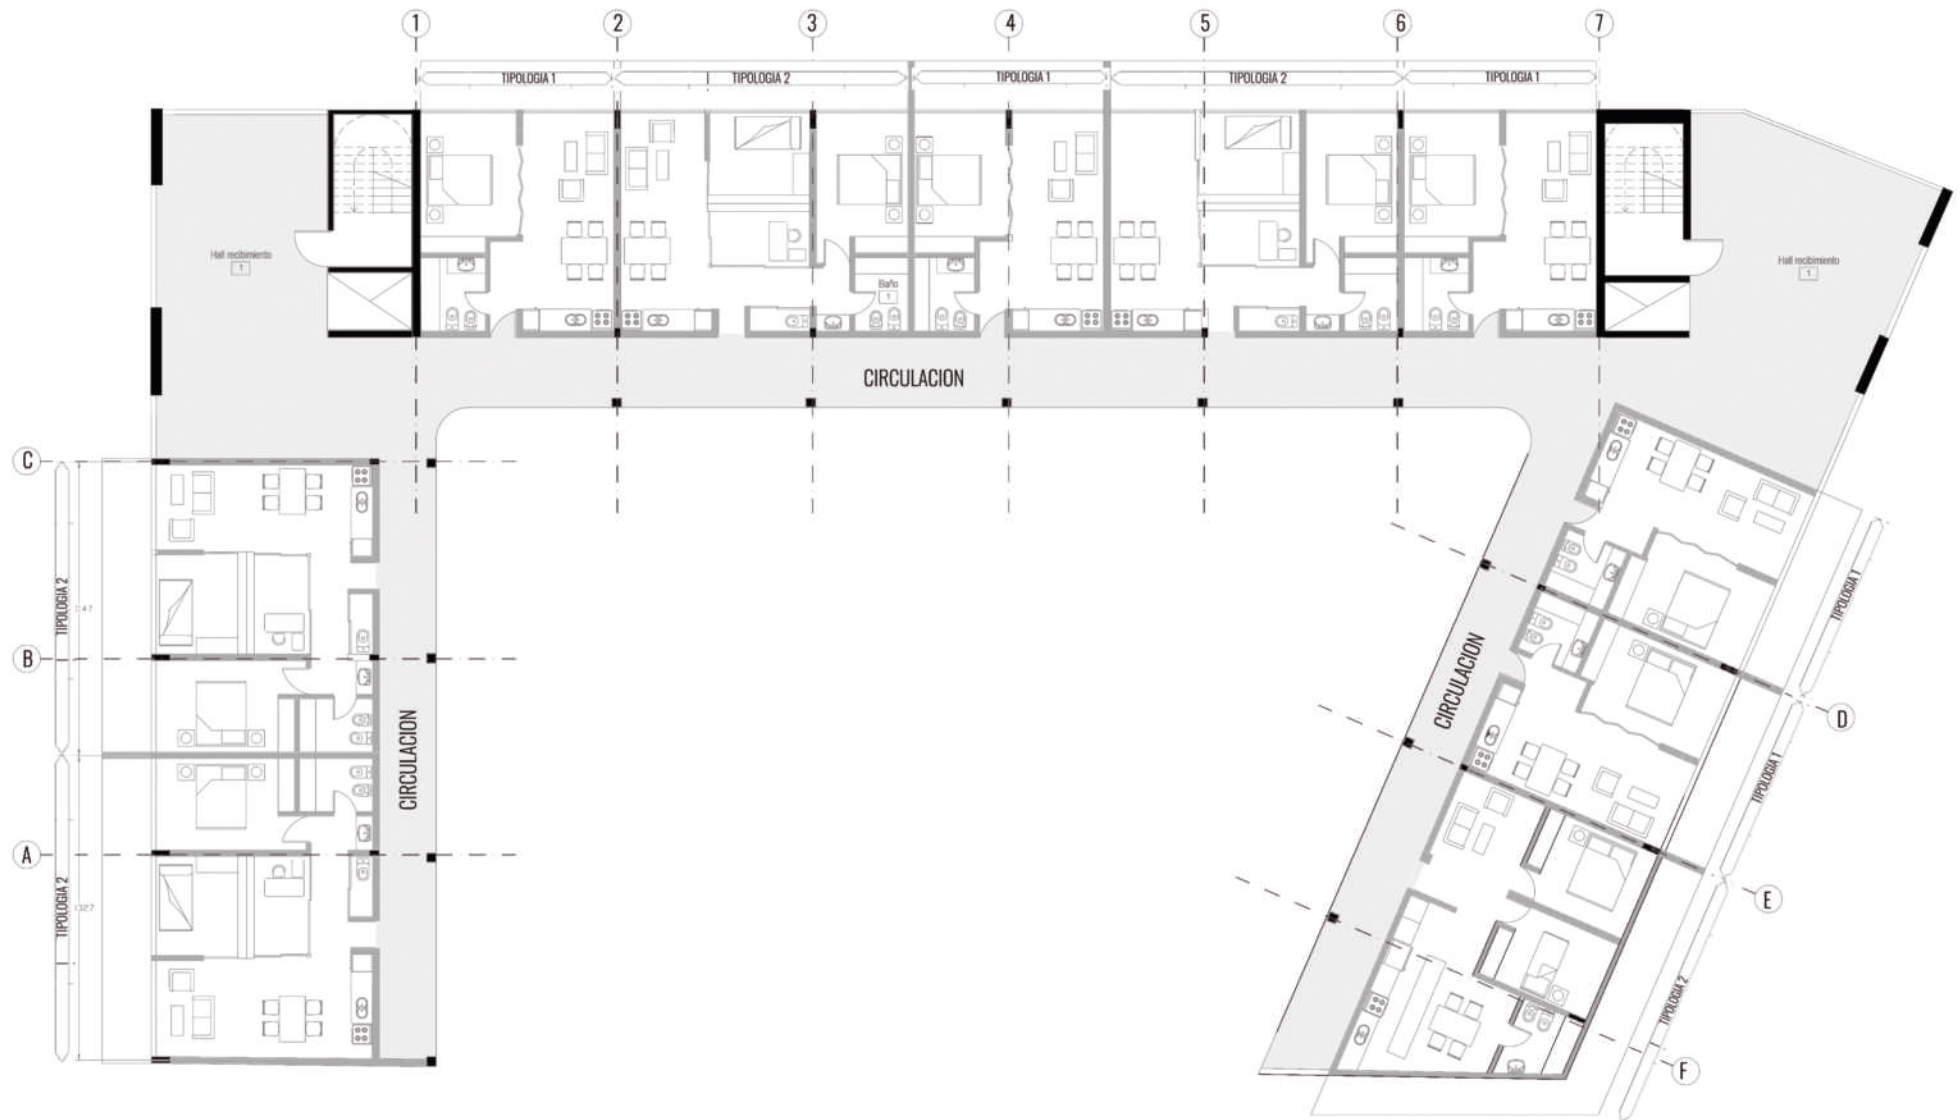 1 2 3 4 5 6 7
TIPOLOGIA 1 TIPOLOGIA 2 TIPOLOGIA 1 TIPOLOGIA 2 TIPOLOGIA 1
Hall recibimiento
1
Hall recibimiento
1
Baño
1
CIRCULACION
C
TIPOLOGIA 2
B
CIRCULACION
A
TIPOLOGIA 2
TIPOLOGIA 1
CIRCULACION
D
TIPOLOGIA 1
E
TIPOLOGIA 2
F